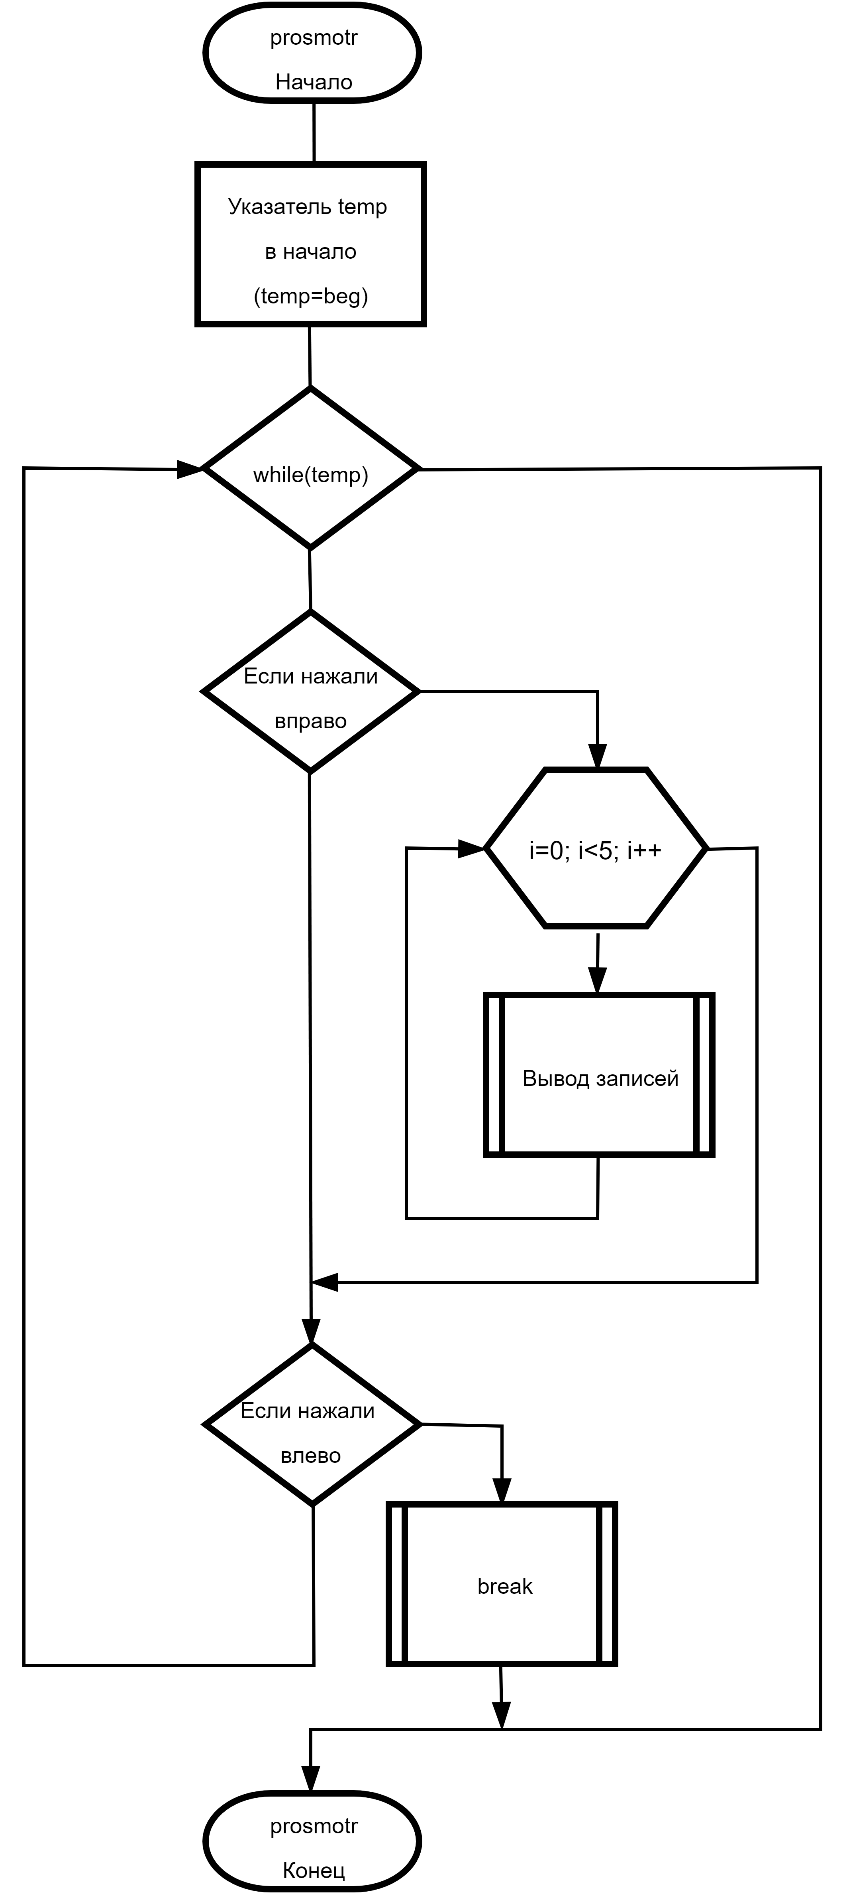 prosmotr
Начало
Указатель temp
в начало
(temp=beg)
while(temp)
Если нажали
вправо
i=0; i<5; i++
Вывод записей
Если нажали
влево
break
prosmotr
Конец